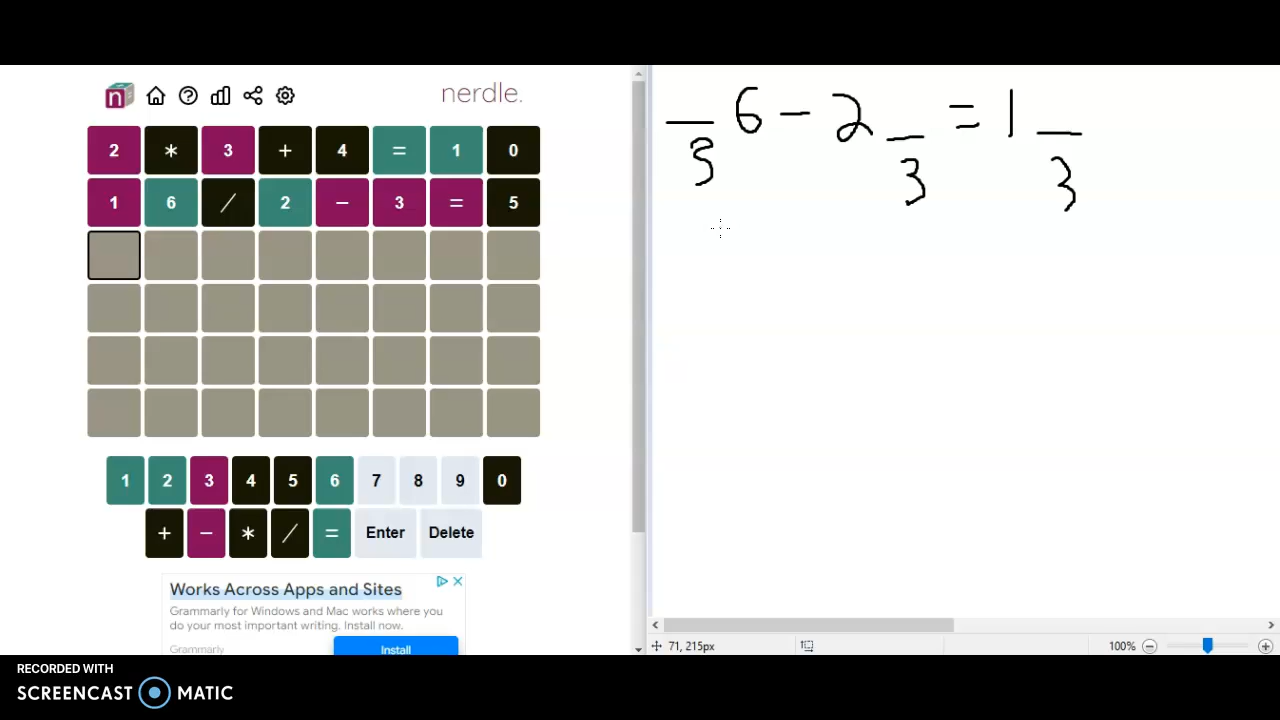 nerdle.
2 * 3 + 4 = 1 0
1 6 / 2 - 3 = 5
1 2 3 4 5 6 7 8 9 0
+ - * / = Enter Delete
Works Across Apps and Sites
Grammarly for Windows and Mac works where you
do your most important writing. Install now.
Grammarly
Install
_ 6 - 2 _ = 1 _
3 3 3
71, 215px
100%
RECORDED WITH
SCREENCAST MATIC